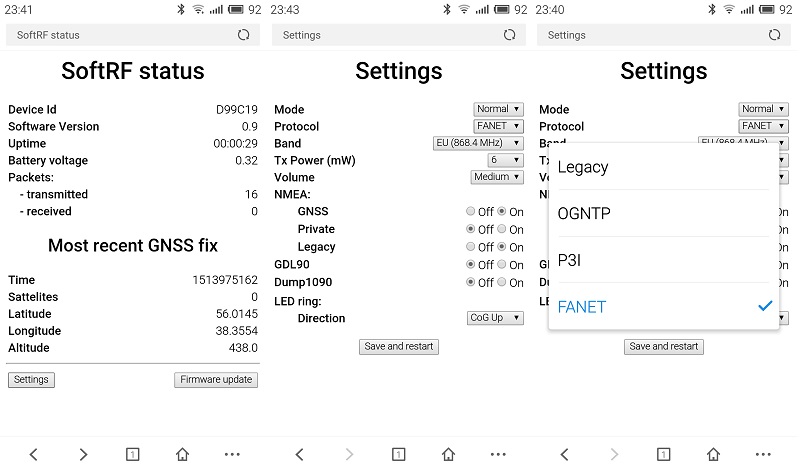 23:41
92
SoftRF status
SoftRF status
Device Id D99C19
Software Version 0.9
Uptime 00:00:29
Battery voltage 0.32
Packets:
- transmitted 16
- received 0
Most recent GNSS fix
Time 1513975162
Sattelites 0
Latitude 56.0145
Longitude 38.3554
Altitude 438.0
Settings Firmware update
1
23:43
92
Settings
Settings
Mode Normal
Protocol FANET
Band EU (868.4 MHz)
Tx Power (mW) 6
Volume Medium
NMEA:
GNSS Off On
Private Off On
Legacy Off On
GDL90 Off On
Dump1090 Off On
LED ring:
Direction CoG Up
Save and restart
1
23:40
92
Settings
Settings
Mode Normal
Protocol FANET
Band EU (868.4 MHz)
Legacy
OGNTP
P3I
FANET
Save and restart
1